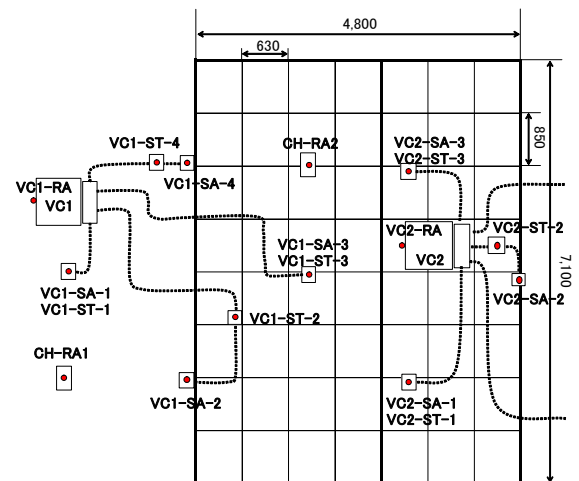 4,800
630
850
7,100
VC1-ST-4
VC1-SA-4
CH-RA2
VC2-SA-3
VC2-ST-3
VC1-RA
VC1
VC2-RA
VC2
VC2-ST-2
VC1-SA-3
VC1-ST-3
VC1-SA-1
VC1-ST-1
VC2-SA-2
VC1-ST-2
CH-RA1
VC1-SA-2
VC2-SA-1
VC2-ST-1